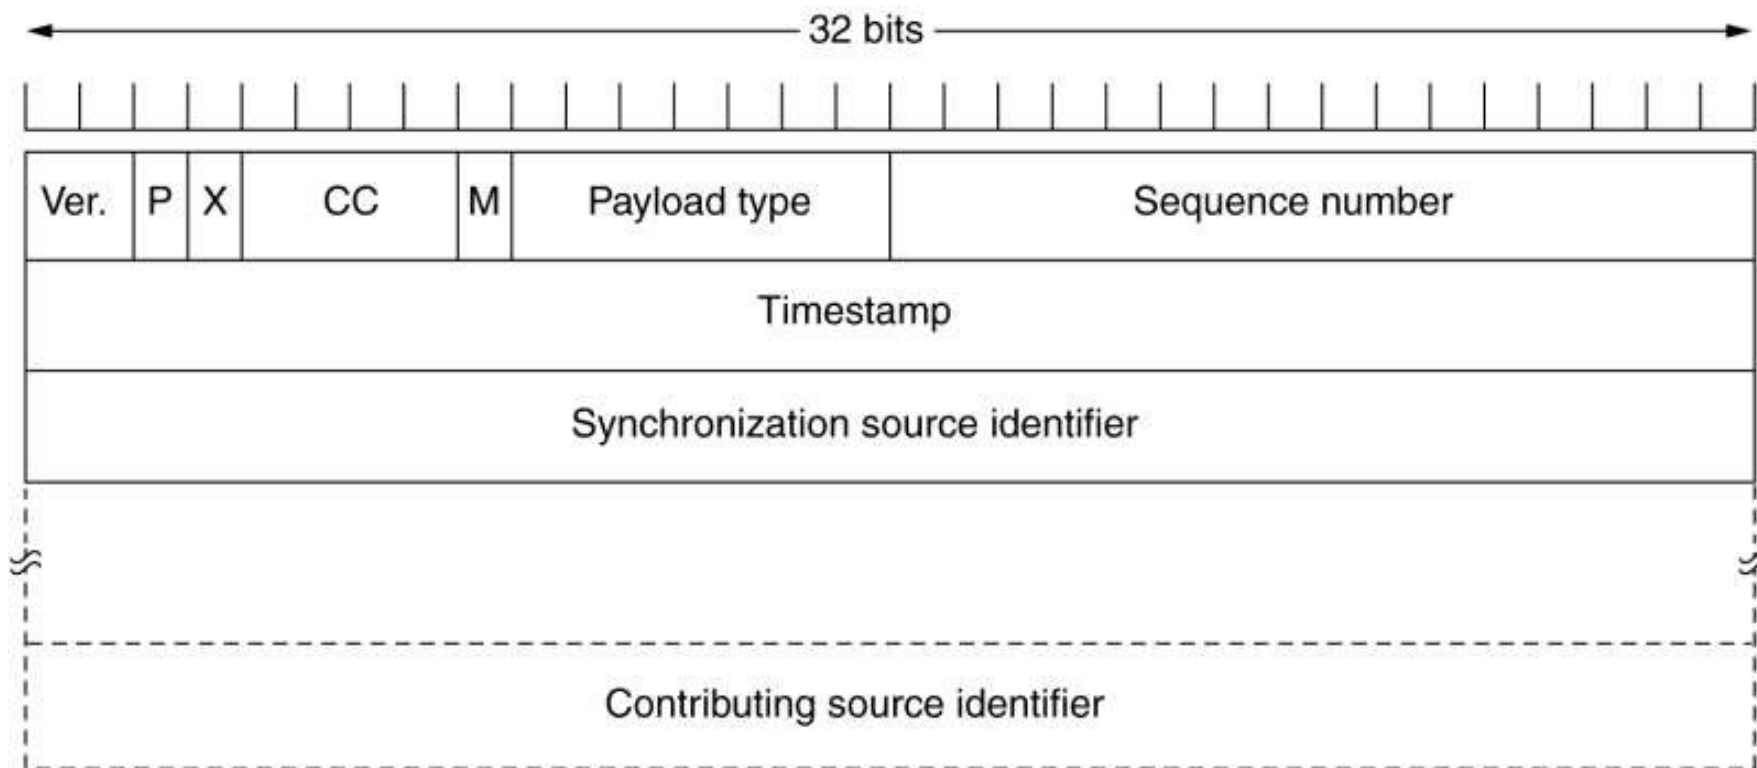 32 bits
Ver. P X CC M Payload type Sequence number
Timestamp
Synchronization source identifier
Contributing source identifier